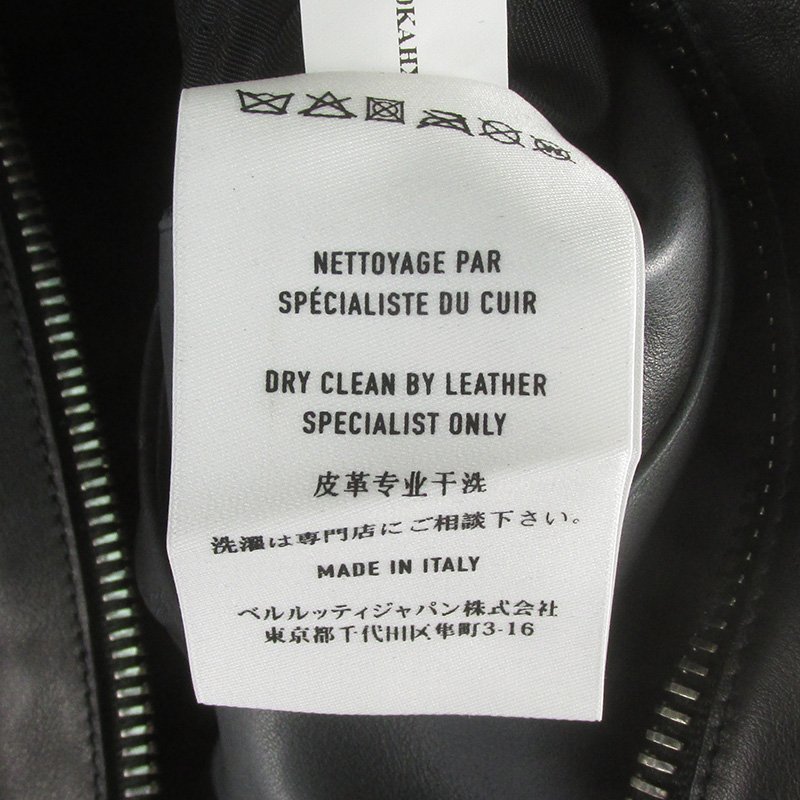 NETTOYAGE PAR
SPÉCIALISTE DU CUIR
DRY CLEAN BY LEATHER
SPECIALIST ONLY
皮革专业干洗
洗濯は専門店にご相談下さい。
MADE IN ITALY
ベルルッティジャパン株式会社
東京都千代田区隼町3-16